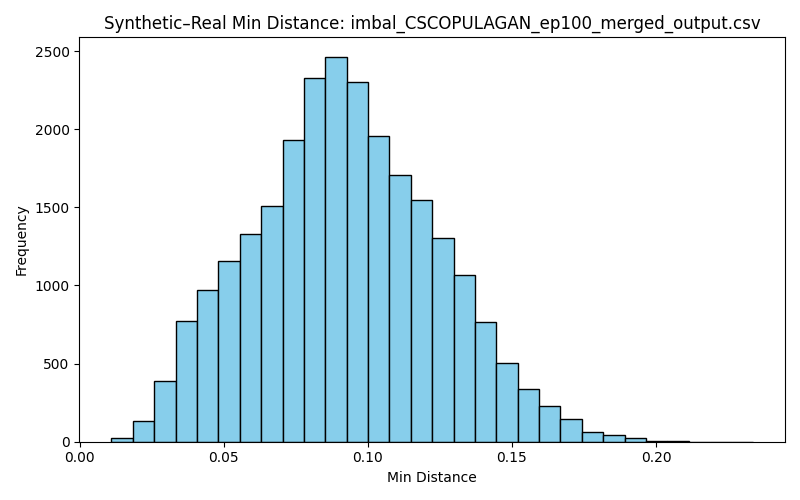 Synthetic–Real Min Distance: imbal_CSCOPULAGAN_ep100_merged_output.csv
2500
2000
1500
1000
500
0
Frequency
0.00 0.05 0.10 0.15 0.20
Min Distance